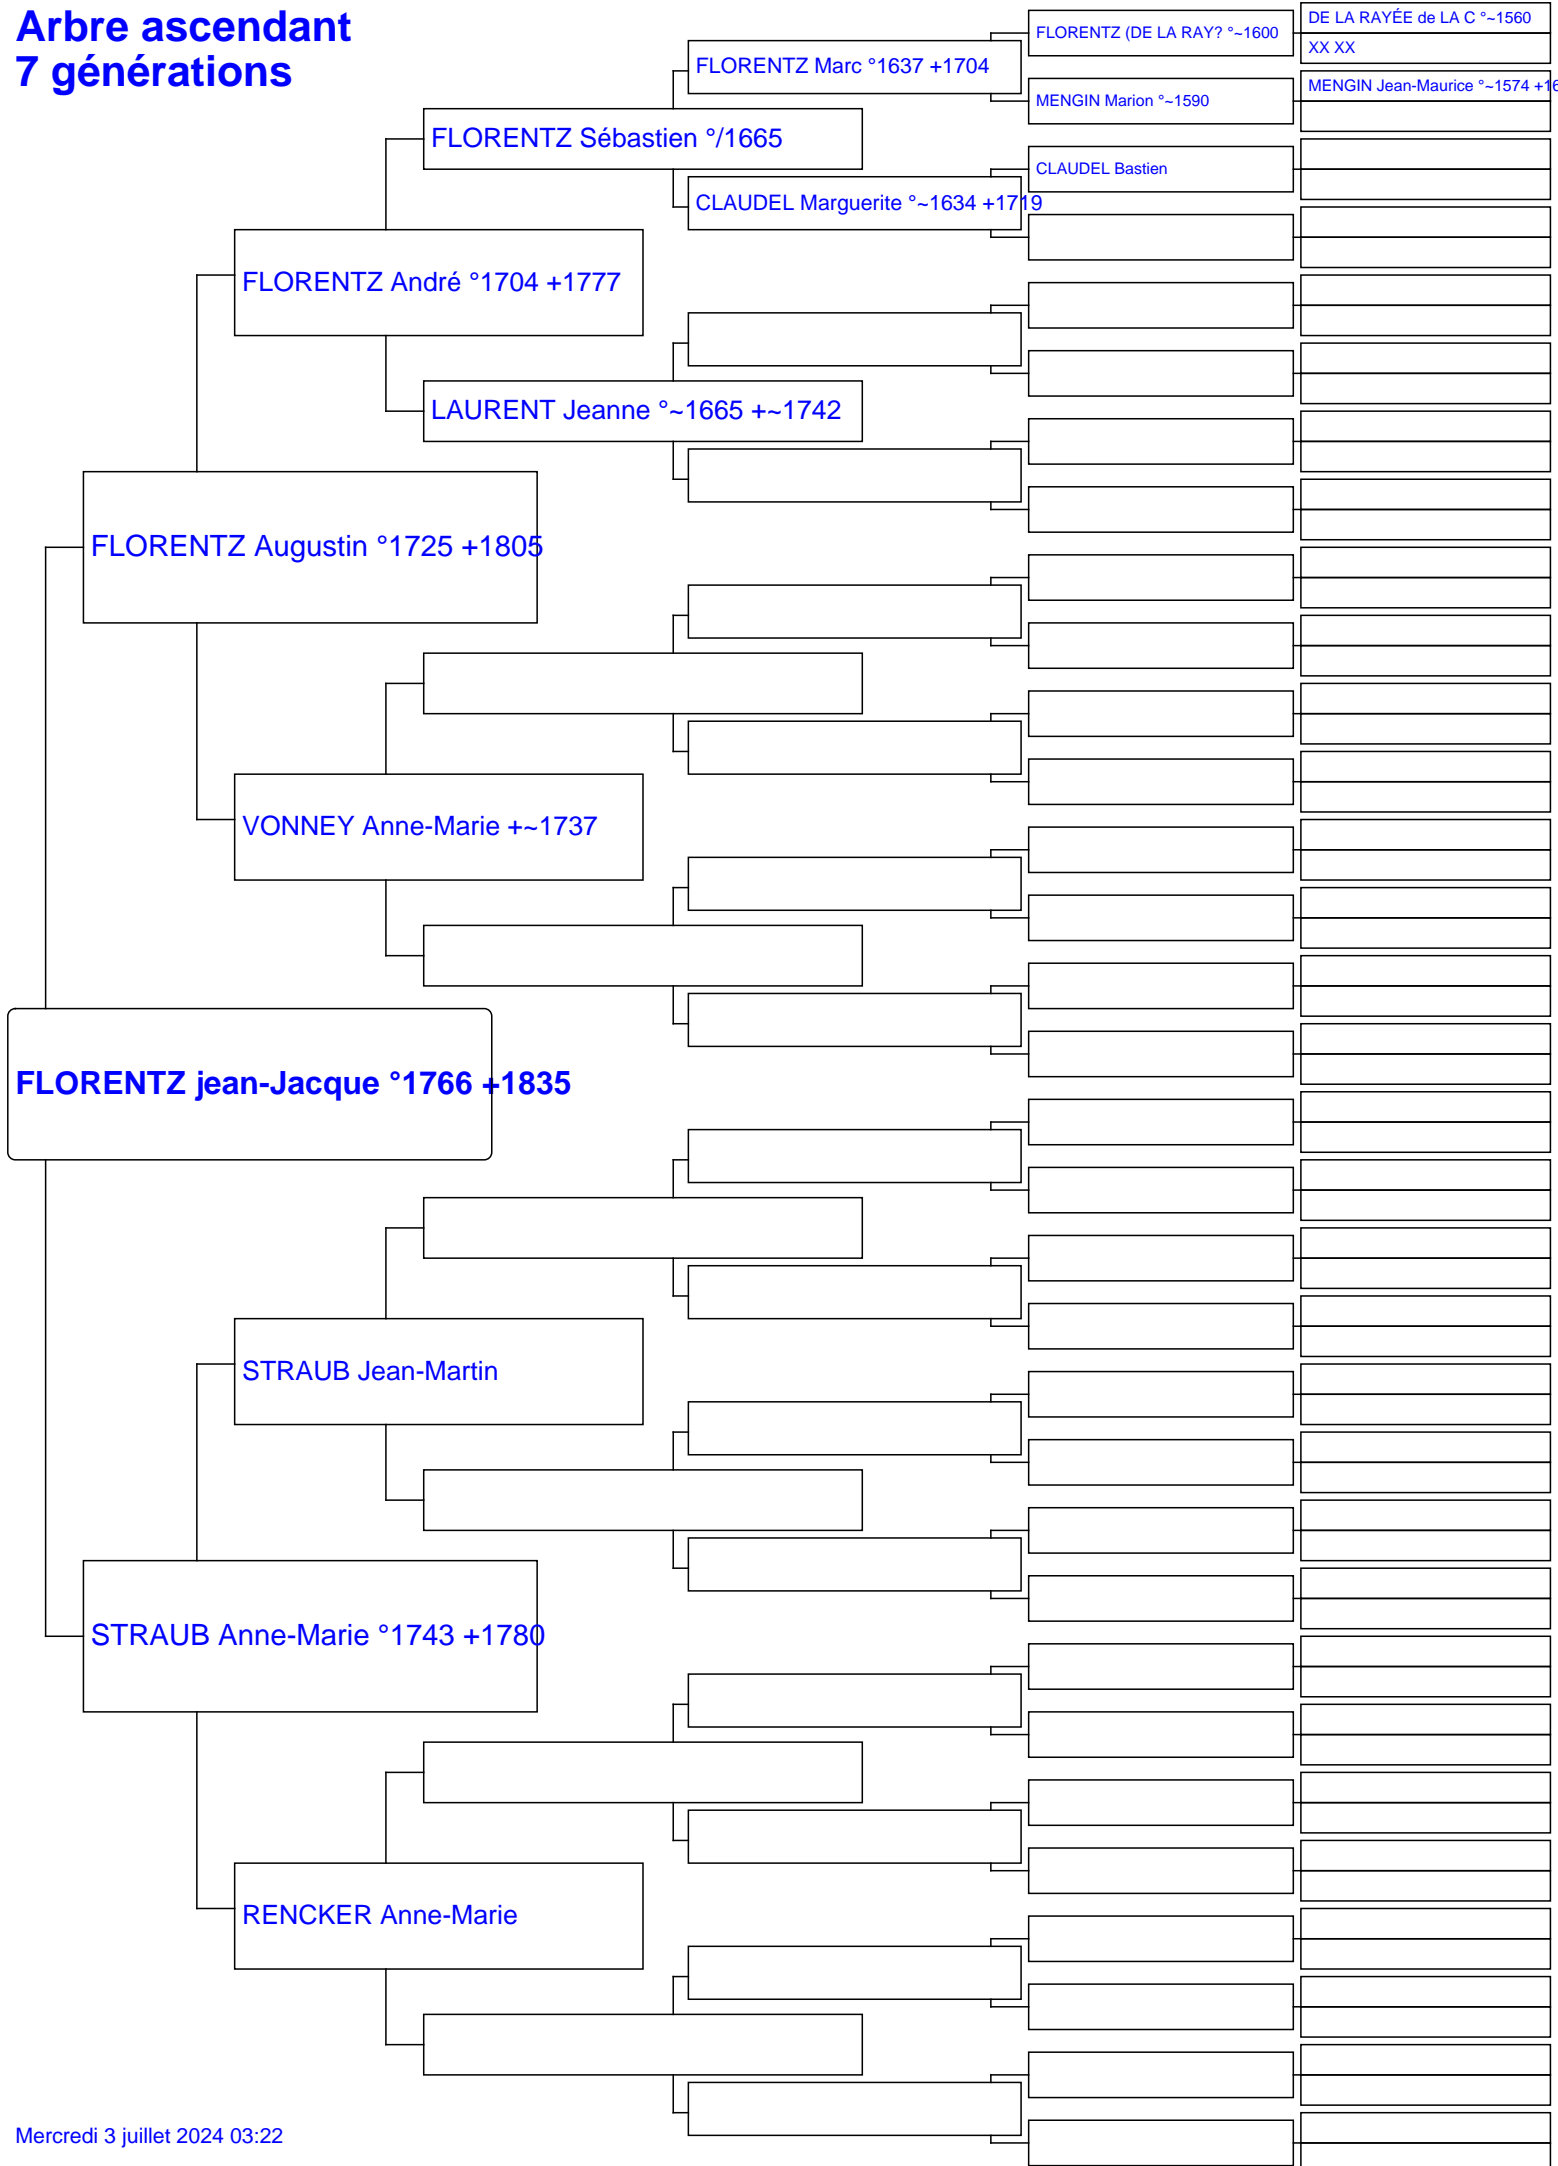 Arbre ascendant
7 générations
DE LA RAYÉE de LA C °~1560
FLORENTZ (DE LA RAY? °~1600
XX XX
FLORENTZ Marc °1637 +1704
MENGIN Jean-Maurice °~1574 +16
MENGIN Marion °~1590
FLORENTZ Sébastien °/1665
CLAUDEL Bastien
CLAUDEL Marguerite °~1634 +1719
FLORENTZ André °1704 +1777
LAURENT Jeanne °~1665 +~1742
FLORENTZ Augustin °1725 +1805
VONNEY Anne-Marie +~1737
FLORENTZ jean-Jacque °1766 +1835
STRAUB Jean-Martin
STRAUB Anne-Marie °1743 +1780
RENCKER Anne-Marie
Mercredi 3 juillet 2024 03:22